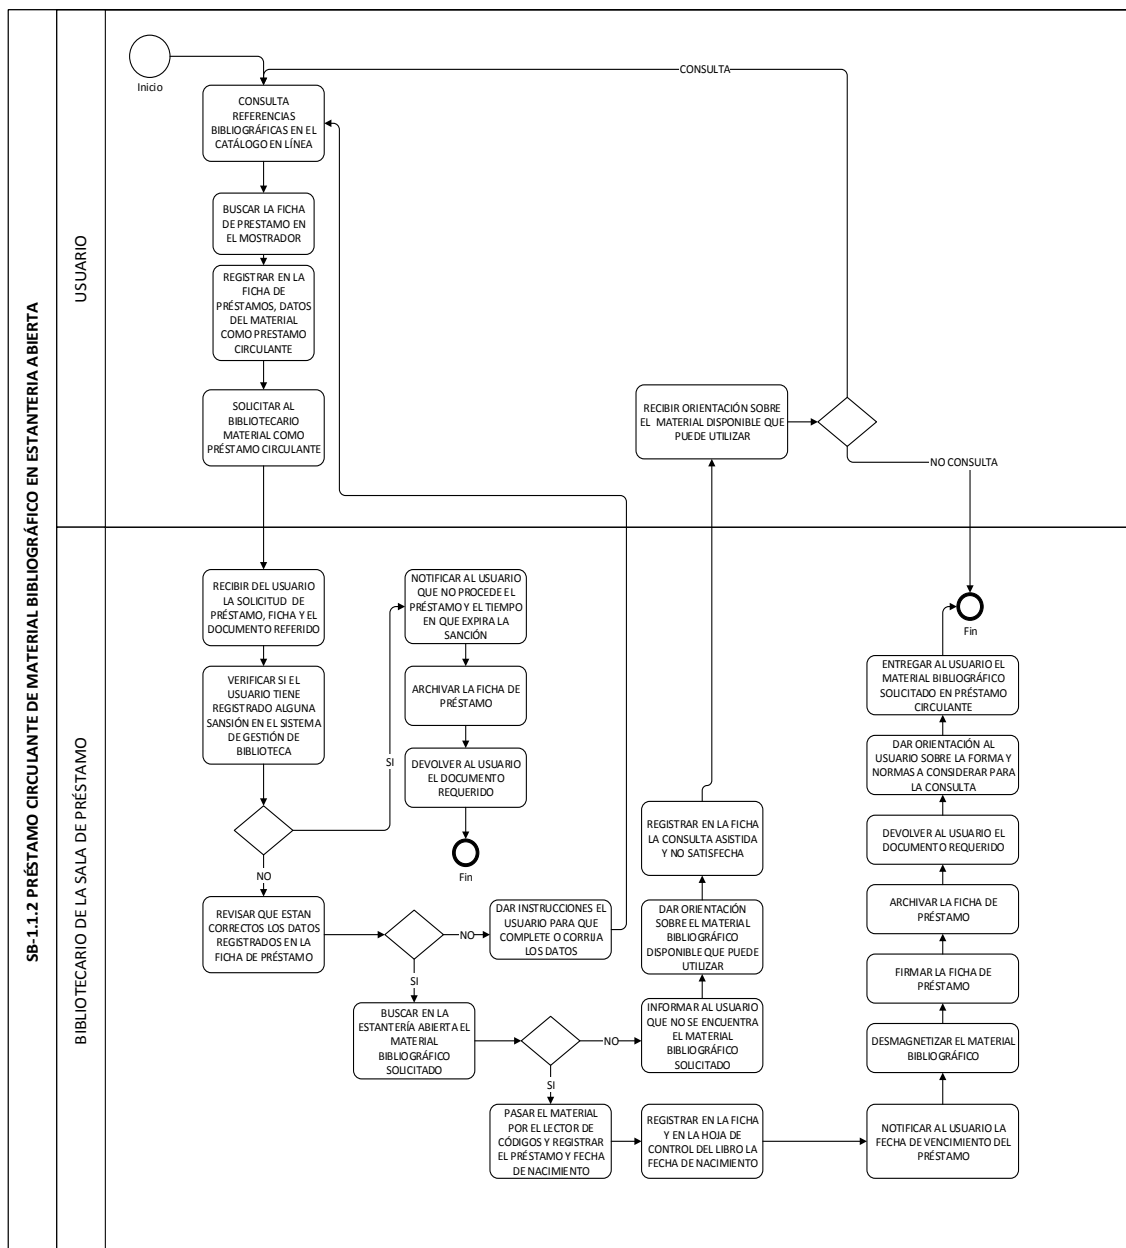 SB-1.1.2 PRÉSTAMO CIRCULANTE DE MATERIAL BIBLIOGRÁFICO EN ESTANTERIA ABIERTA
USUARIO
Inicio
CONSULTA
CONSULTA
REFERENCIAS
BIBLIOGRÁFICAS EN EL
CATÁLOGO EN LÍNEA
BUSCAR LA FICHA
DE PRESTAMO EN
EL MOSTRADOR
REGISTRAR EN LA
FICHA DE
PRÉSTAMOS, DATOS
DEL MATERIAL
COMO PRESTAMO
CIRCULANTE
SOLICITAR AL
BIBLIOTECARIO
MATERIAL COMO
PRÉSTAMO CIRCULANTE
RECIBIR ORIENTACIÓN SOBRE
EL MATERIAL DISPONIBLE QUE
PUEDE UTILIZAR
NO CONSULTA
BIBLIOTECARIO DE LA SALA DE PRÉSTAMO
RECIBIR DEL USUARIO
LA SOLICITUD DE
PRÉSTAMO, FICHA Y EL
DOCUMENTO REFERIDO
VERIFICAR SI EL
USUARIO TIENE
REGISTRADO ALGUNA
SANSIÓN EN EL SISTEMA
DE GESTIÓN DE
BIBLIOTECA
SI
NO
NOTIFICAR AL USUARIO
QUE NO PROCEDE EL
PRÉSTAMO Y EL TIEMPO
EN QUE EXPIRA LA
SANCIÓN
ARCHIVAR LA FICHA DE
PRÉSTAMO
DEVOLVER AL USUARIO
EL DOCUMENTO
REQUERIDO
Fin
REVISAR QUE ESTAN
CORRECTOS LOS DATOS
REGISTRADOS EN LA
FICHA DE PRÉSTAMO
NO
SI
DAR INSTRUCCIONES EL
USUARIO PARA QUE
COMPLETE O CORRIJA
LOS DATOS
BUSCAR EN LA
ESTANTERÍA ABIERTA EL
MATERIAL
BIBLIOGRÁFICO
SOLICITADO
NO
SI
INFORMAR AL USUARIO
QUE NO SE ENCUENTRA
EL MATERIAL
BIBLIOGRÁFICO
SOLICITADO
DAR ORIENTACIÓN
SOBRE EL MATERIAL
BIBLIOGRÁFICO
DISPONIBLE QUE PUEDE
UTILIZAR
REGISTRAR EN LA FICHA
LA CONSULTA ASISTIDA
Y NO SATISFECHA
PASAR EL MATERIAL
POR EL LECTOR DE
CÓDIGOS Y REGISTRAR
EL PRÉSTAMO Y FECHA
DE NACIMIENTO
REGISTRAR EN LA FICHA
Y EN LA HOJA DE
CONTROL DEL LIBRO LA
FECHA DE NACIMIENTO
NOTIFICAR AL USUARIO LA
FECHA DE VENCIMIENTO DEL
PRÉSTAMO
DESMAGNETIZAR EL MATERIAL
BIBLIOGRÁFICO
FIRMAR LA FICHA DE
PRÉSTAMO
ARCHIVAR LA FICHA DE
PRÉSTAMO
DEVOLVER AL USUARIO EL
DOCUMENTO REQUERIDO
DAR ORIENTACIÓN AL
USUARIO SOBRE LA FORMA Y
NORMAS A CONSIDERAR PARA
LA CONSULTA
ENTREGAR AL USUARIO EL
MATERIAL BIBLIOGRÁFICO
SOLICITADO EN PRÉSTAMO
CIRCULANTE
Fin